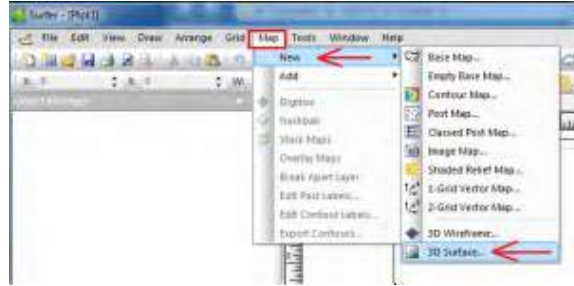 Surfer - [Plot1]
File Edit View Draw Arrange Grid Map Tools Window Help
New
Add
Digitize
Trackball
Stack Maps
Overlay Maps
Break Apart Layer
Edit Post Labels...
Edit Contour Labels...
Export Contours...
Base Map...
Empty Base Map...
Contour Map...
Post Map...
Classed Post Map...
Image Map...
Shaded Relief Map...
1-Grid Vector Map...
2-Grid Vector Map...
3D Wireframe...
3D Surface...